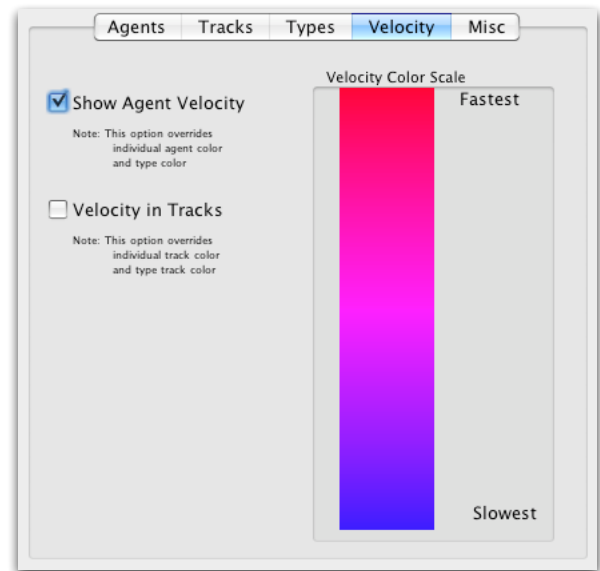 Agents Tracks Types Velocity Misc
Show Agent Velocity
Note: This option overrides
individual agent color
and type color
Velocity in Tracks
Note: This option overrides
individual track color
and type track color
Velocity Color Scale
Fastest
Slowest